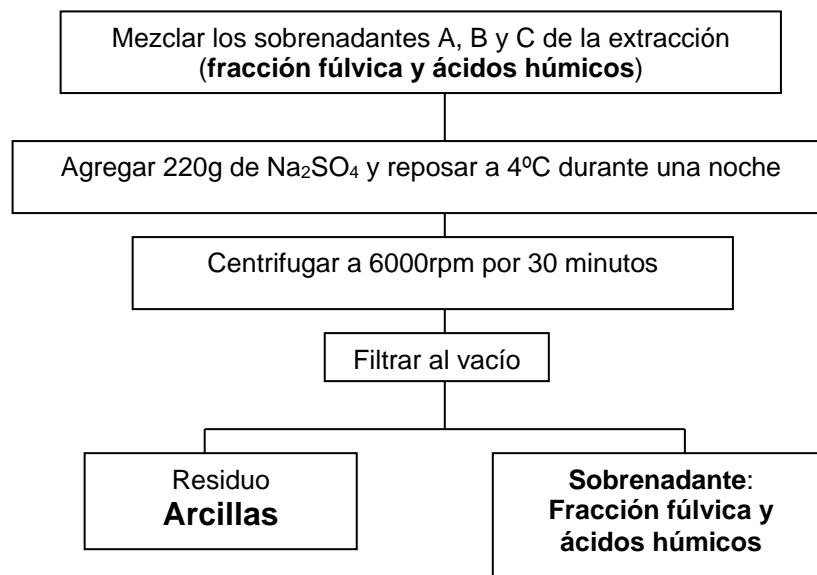 Mezclar los sobrenadantes A, B y C de la extracción
(fracción fúlvica y ácidos húmicos)
Agregar 220g de Na₂SO₄ y reposar a 4ºC durante una noche
Centrifugar a 6000rpm por 30 minutos
Filtrar al vacío
Residuo
Arcillas
Sobrenadante:
Fracción fúlvica y
ácidos húmicos